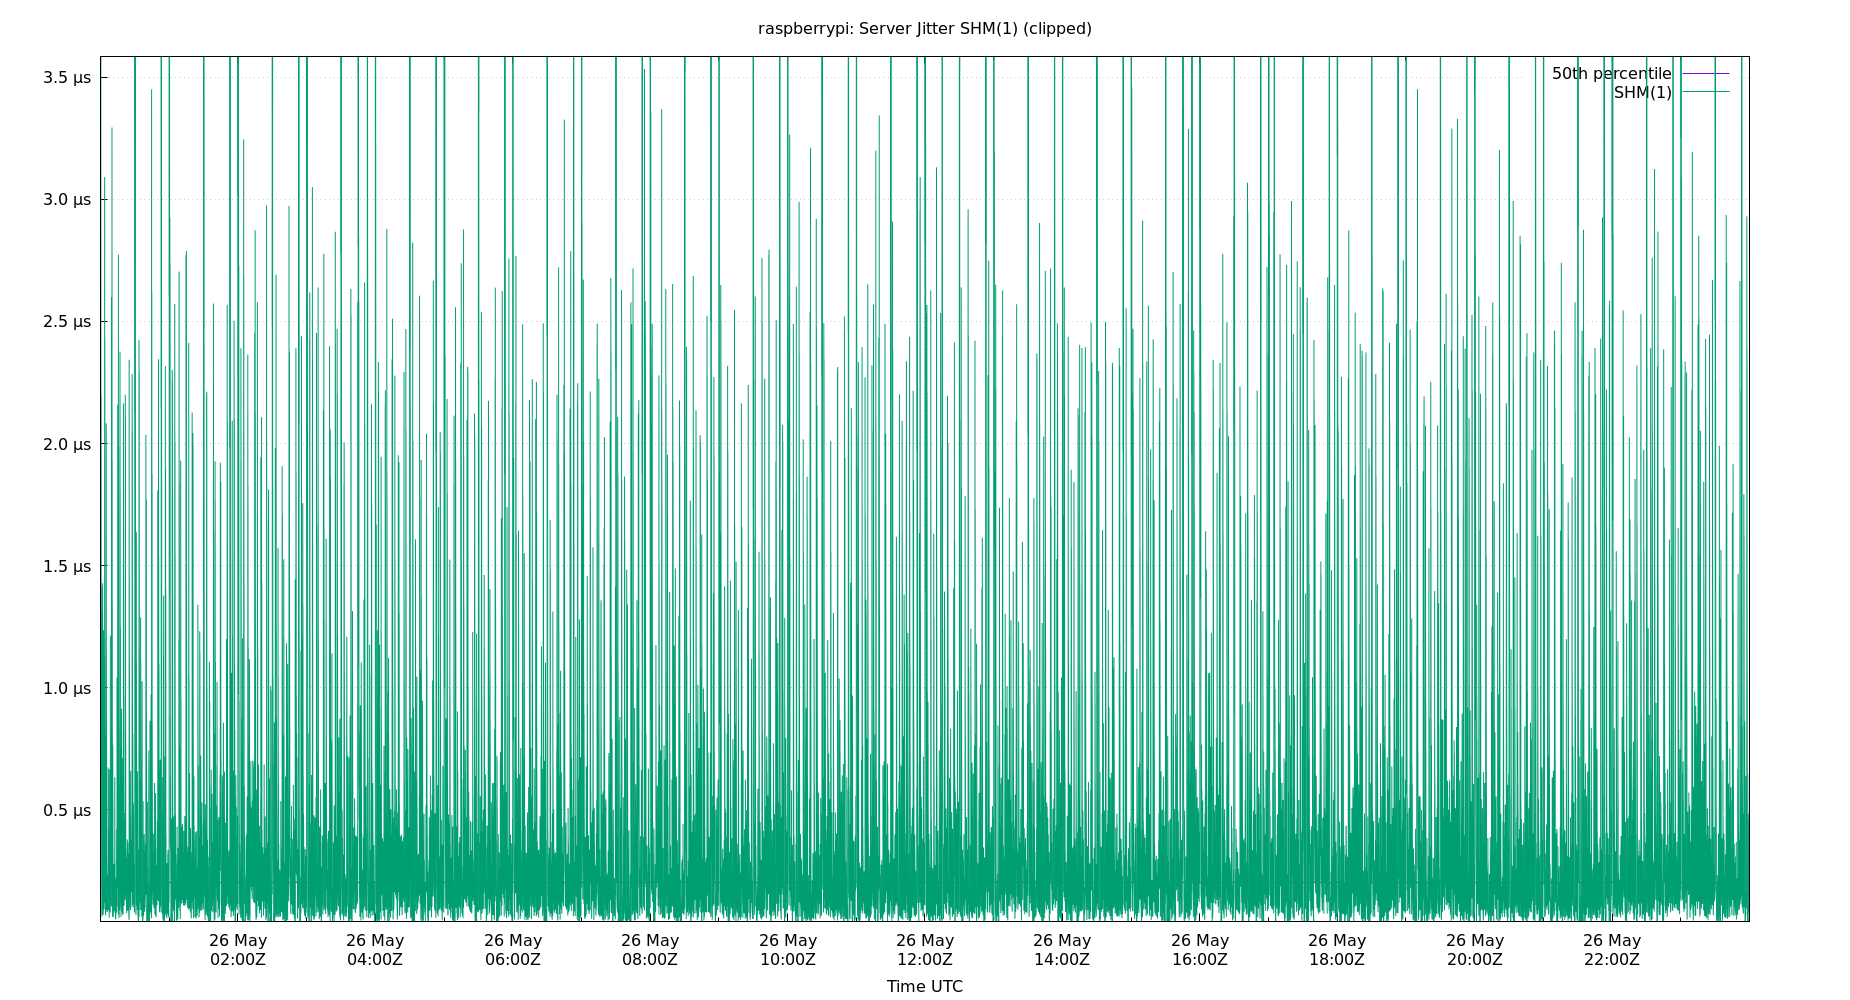 raspberrypi: Server Jitter SHM(1) (clipped)
3.5 μs
3.0 μs
2.5 μs
2.0 μs
1.5 μs
1.0 μs
0.5 μs
50th percentile
SHM(1)
26 May 26 May 26 May 26 May 26 May 26 May 26 May 26 May 26 May 26 May 26 May
02:00Z 04:00Z 06:00Z 08:00Z 10:00Z 12:00Z 14:00Z 16:00Z 18:00Z 20:00Z 22:00Z
Time UTC